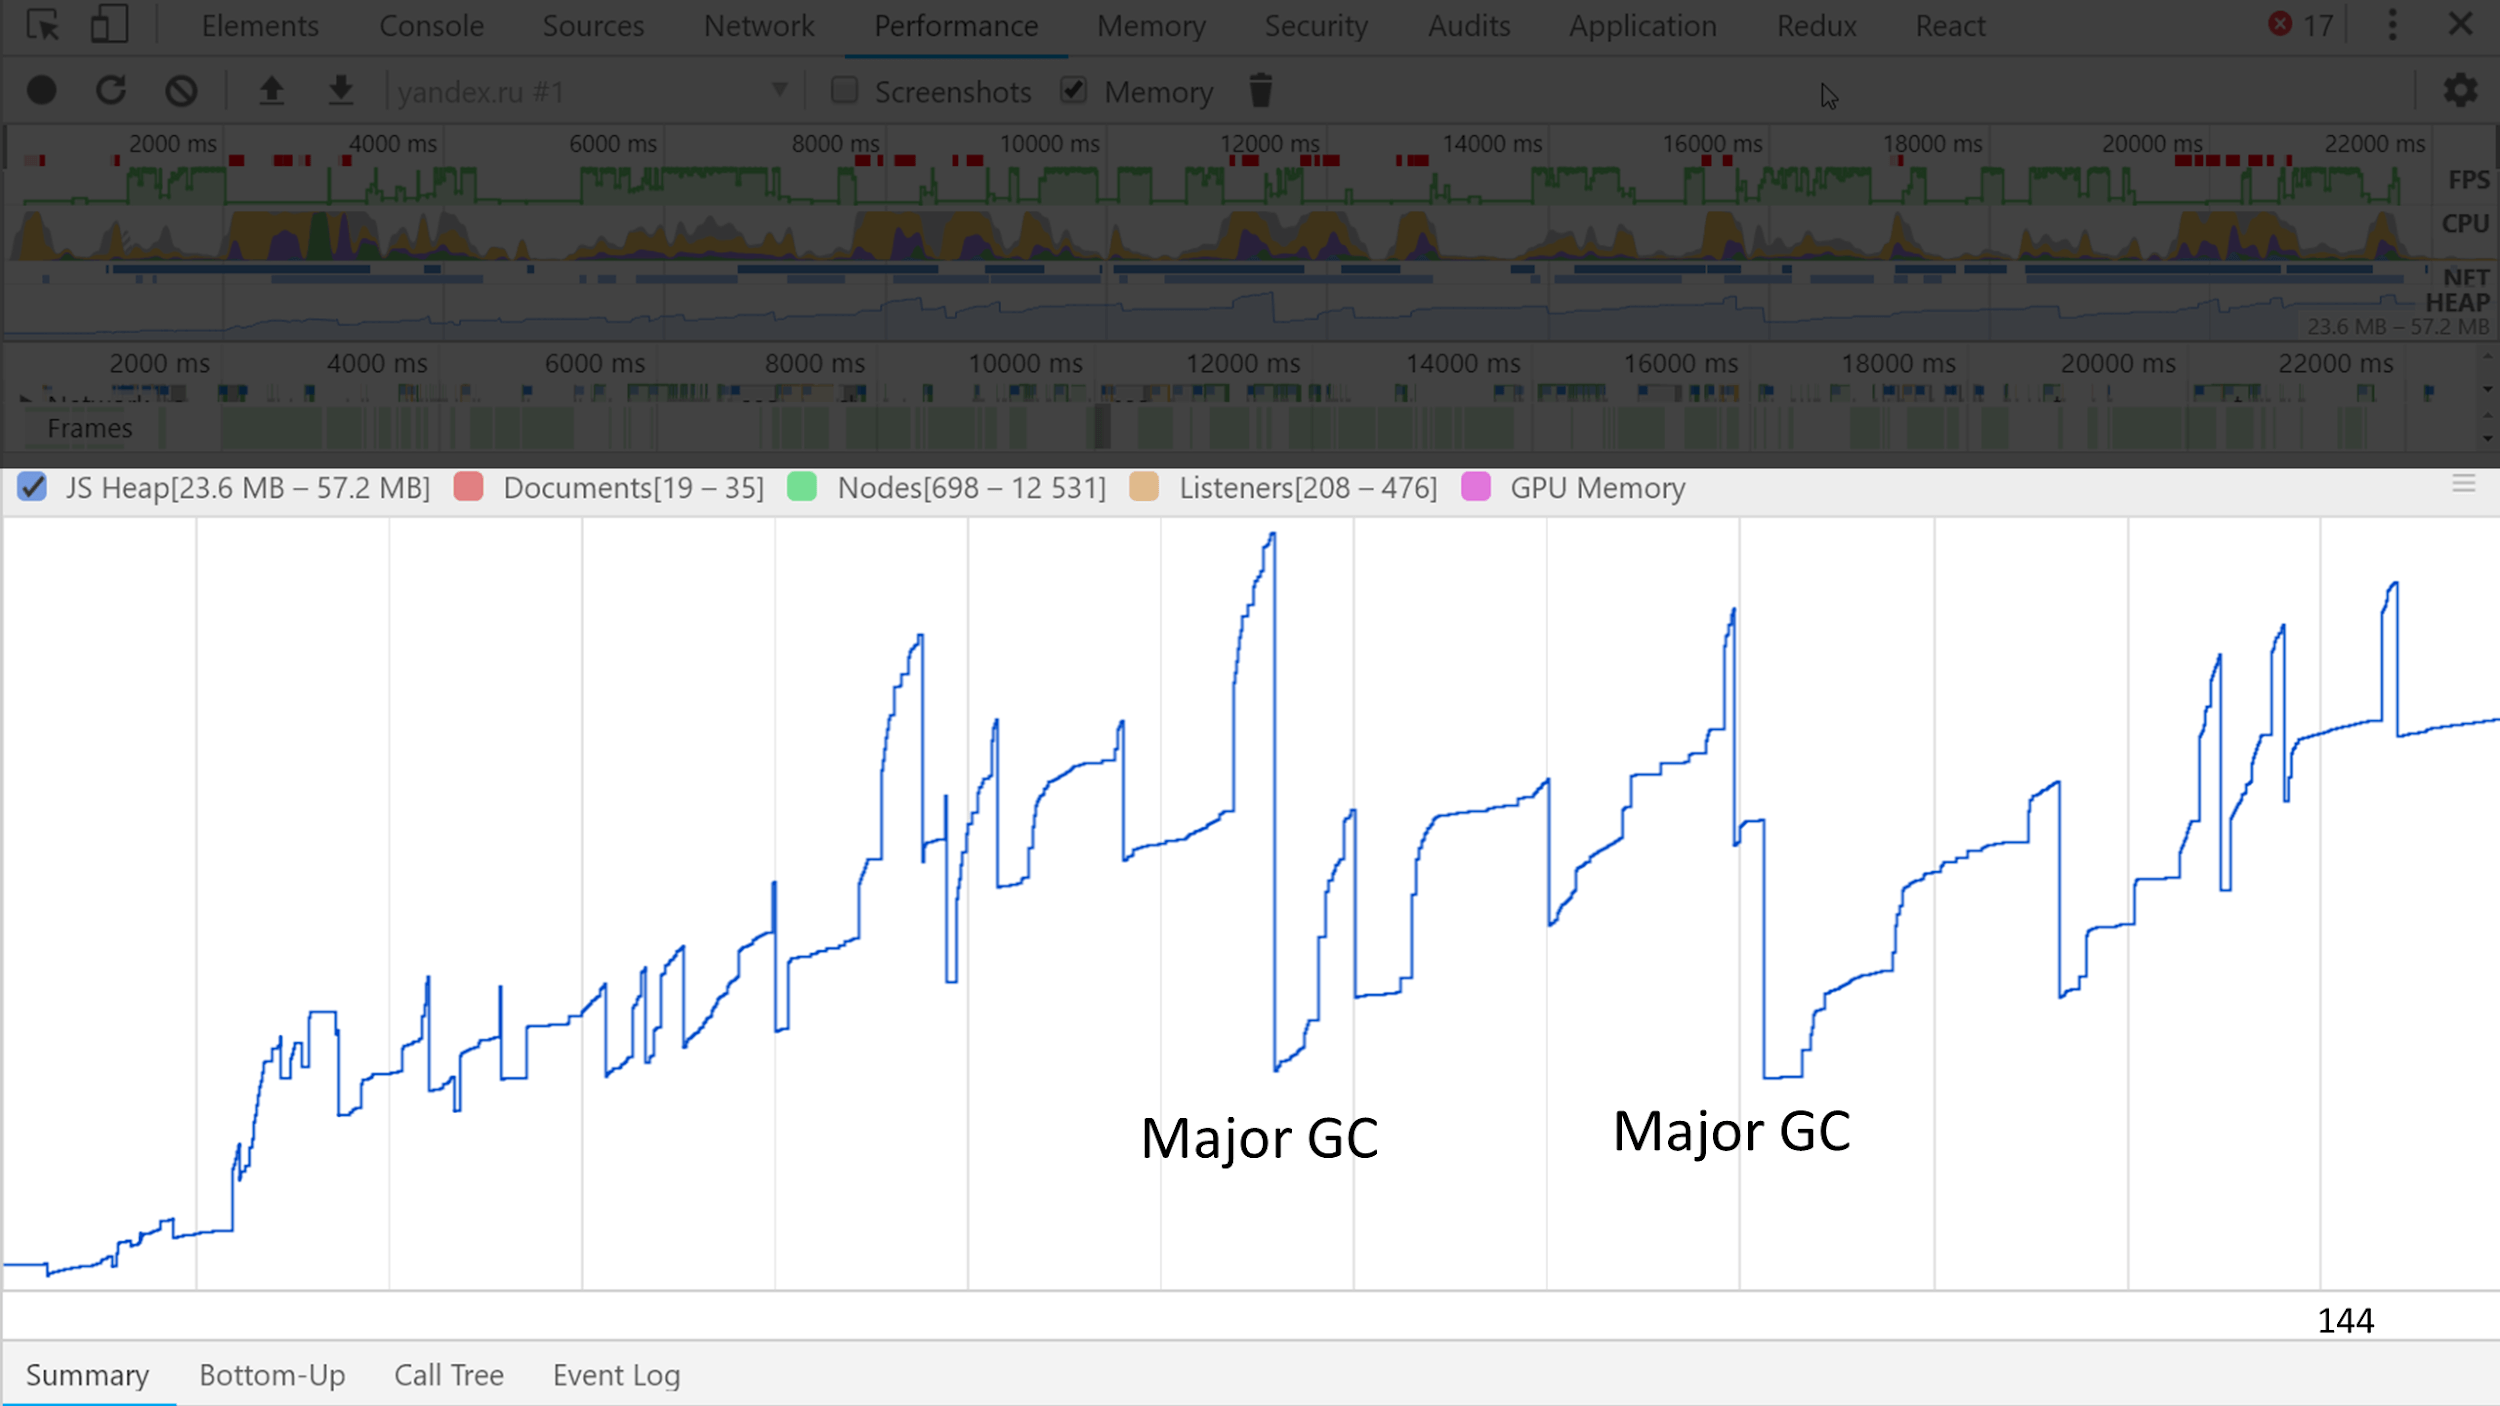 Elements Console Sources Network Performance Memory Security Audits Application Redux React 17
yandex.ru #1 Screenshots Memory
2000 ms 4000 ms 6000 ms 8000 ms 10000 ms 12000 ms 14000 ms 16000 ms 18000 ms 20000 ms 22000 ms
FPS
CPU
NET
HEAP
23.6 MB – 57.2 MB
2000 ms 4000 ms 6000 ms 8000 ms 10000 ms 12000 ms 14000 ms 16000 ms 18000 ms 20000 ms 22000 ms
Network
Frames
JS Heap[23.6 MB – 57.2 MB] Documents[19 – 35] Nodes[698 – 12 531] Listeners[208 – 476] GPU Memory
Major GC Major GC
144
Summary Bottom-Up Call Tree Event Log